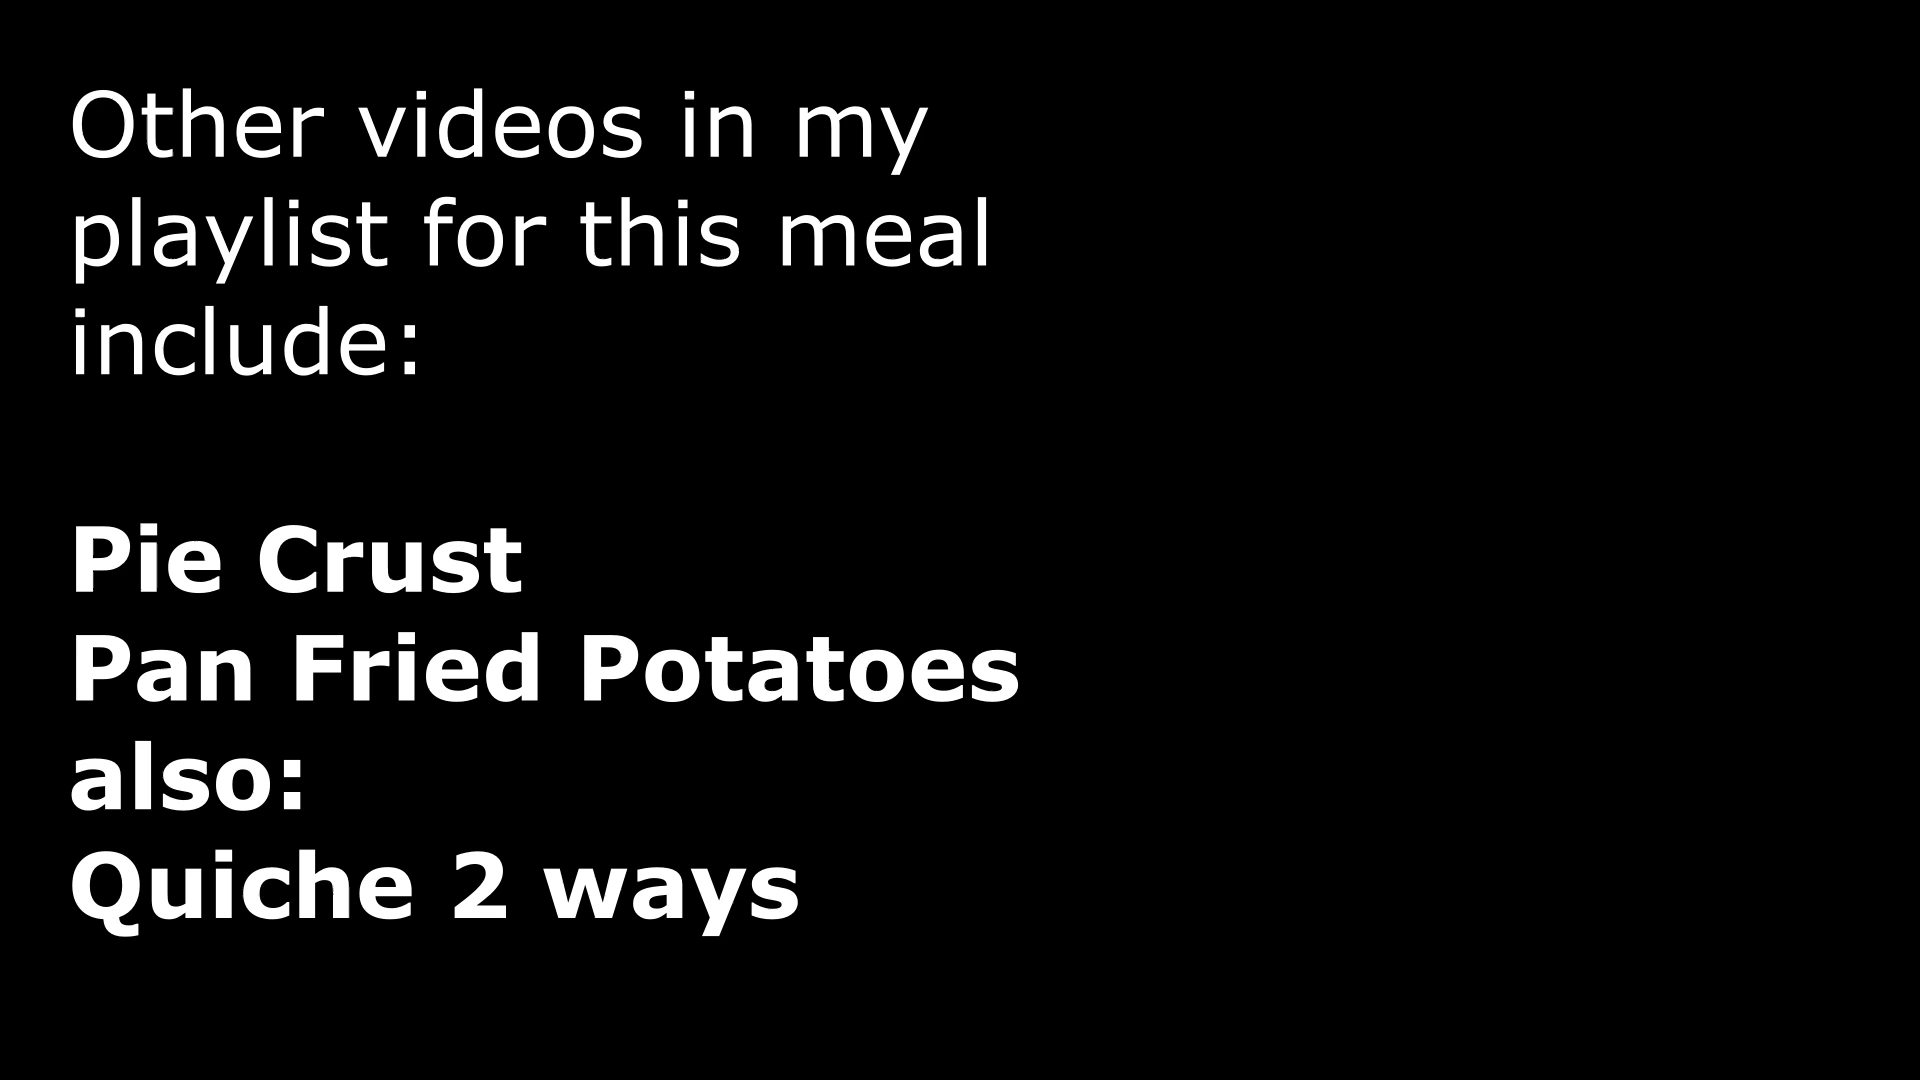 Other videos in my
playlist for this meal
include:
Pie Crust
Pan Fried Potatoes
also:
Quiche 2 ways